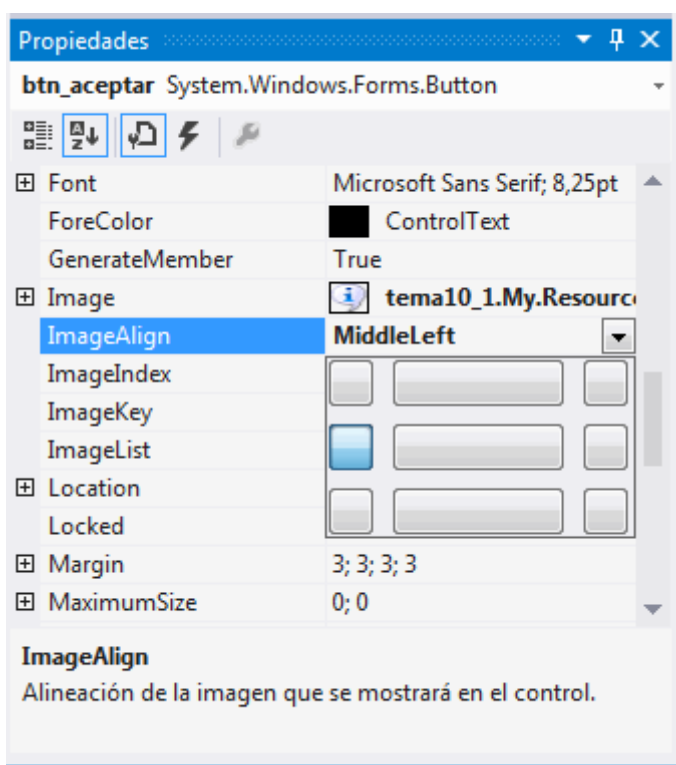 Propiedades
btn_aceptar System.Windows.Forms.Button
Font Microsoft Sans Serif; 8,25pt
ForeColor ControlText
GenerateMember True
Image tema10_1.My.Resourc
ImageAlign MiddleLeft
ImageIndex
ImageKey
ImageList
Location
Locked
Margin 3; 3; 3; 3
MaximumSize 0; 0
ImageAlign
Alineación de la imagen que se mostrará en el control.